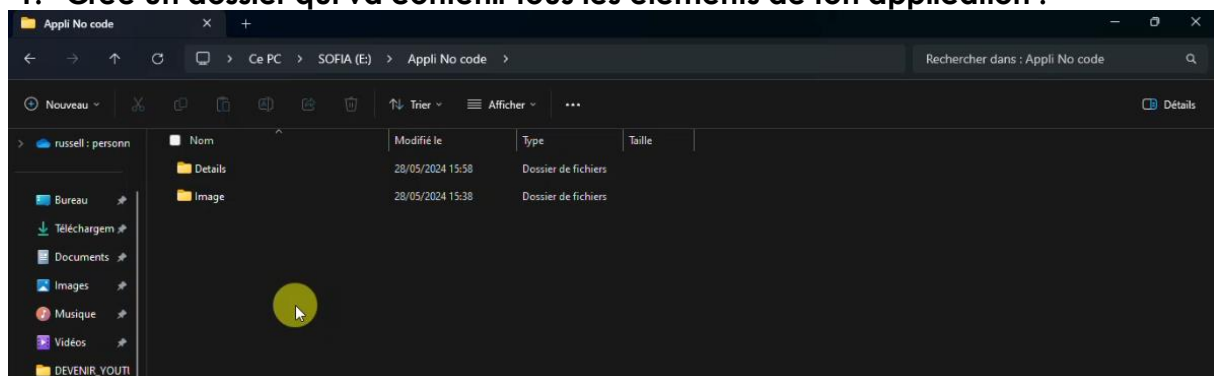 1. Crée un dossier qui va contenir tous les éléments de ton application :
Appli No code
Ce PC > SOFIA (E:) > Appli No code >
Rechercher dans : Appli No code
Nouveau
Trier
Afficher
Détails
russell : personn
Nom Modifié le Type Taille
Details 28/05/2024 15:58 Dossier de fichiers
Image 28/05/2024 15:38 Dossier de fichiers
Bureau
Téléchargem
Documents
Images
Musique
Vidéos
DEVENIR_YOUTU